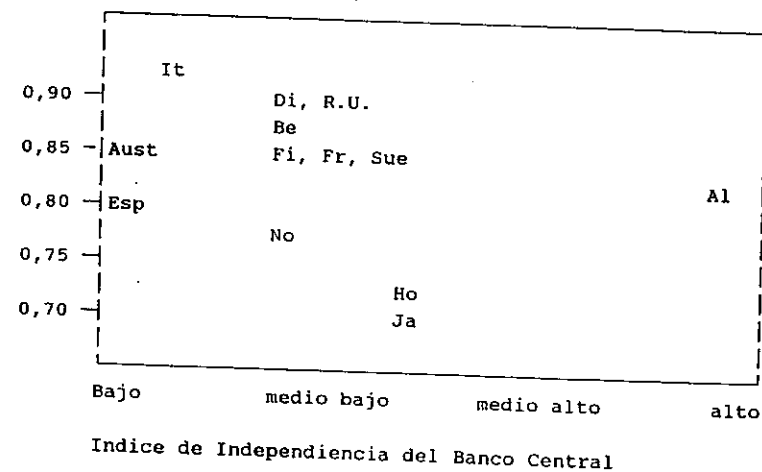 It
0,90
Di, R.U.
Be
0,85
Aust
Fi, Fr, Sue
0,80
Esp
Al
No
0,75
Ho
0,70
Ja
Bajo medio bajo medio alto alto
Indice de Independiencia del Banco Central